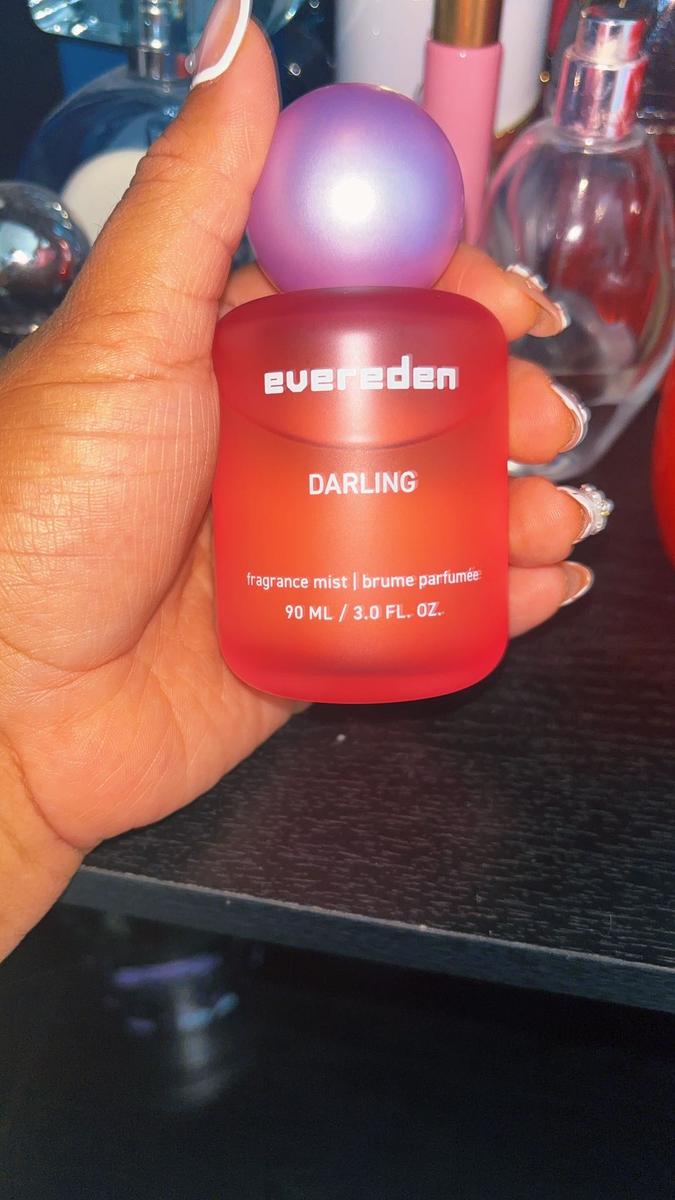 evereden
DARLING
fragrance mist | brume parfumée
90 ML / 3.0 FL. OZ.